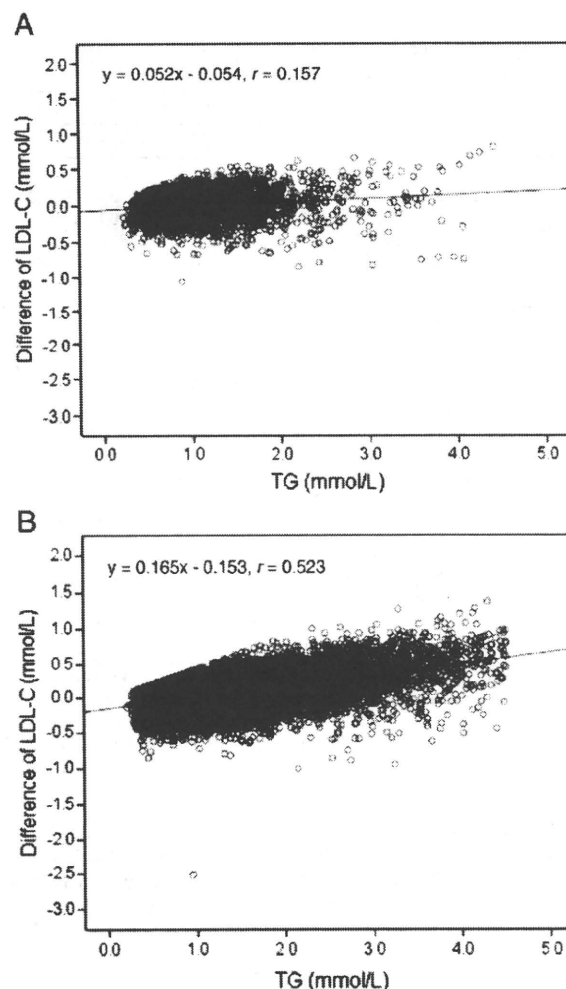 A
y = 0.052x - 0.054, r = 0.157
Difference of LDL-C (mmol/L)
2.0
1.5
1.0
0.5
0.0
-0.5
-1.0
-1.5
-2.0
-2.5
-3.0
0.0 1.0 2.0 3.0 4.0 5.0
TG (mmol/L)
B
y = 0.165x - 0.153, r = 0.523
Difference of LDL-C (mmol/L)
2.0
1.5
1.0
0.5
0.0
-0.5
-1.0
-1.5
-2.0
-2.5
-3.0
0.0 1.0 2.0 3.0 4.0 5.0
TG (mmol/L)